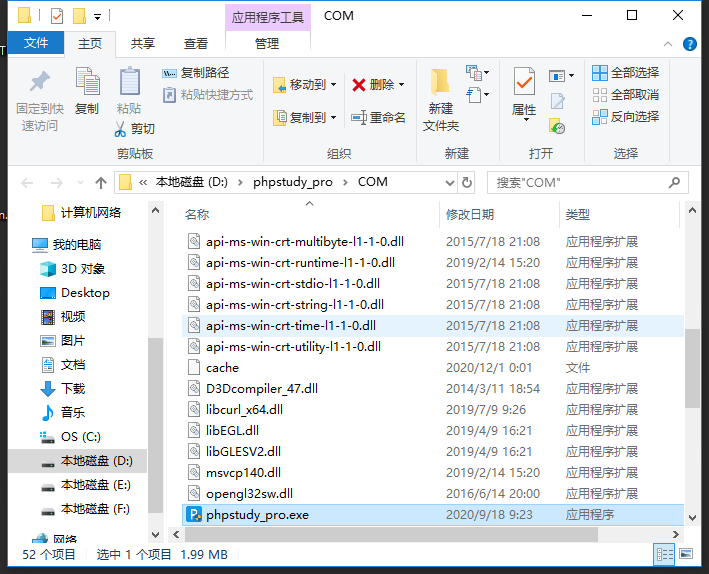 应用程序工具 COM
文件 主页 共享 查看 管理
固定到快速访问
复制
粘贴
复制路径
粘贴快捷方式
剪切
剪贴板
移动到
复制到
删除
重命名
组织
新建
文件夹
新建
属性
打开
全部选择
全部取消
反向选择
选择
« 本地磁盘 (D:) › phpstudy_pro › COM
搜索"COM"
计算机网络
我的电脑
3D 对象
Desktop
视频
图片
文档
下载
音乐
OS (C:)
本地磁盘 (D:)
本地磁盘 (E:)
本地磁盘 (F:)
网络
名称 修改日期 类型
api-ms-win-crt-multibyte-l1-1-0.dll 2015/7/18 21:08 应用程序扩展
api-ms-win-crt-runtime-l1-1-0.dll 2019/2/14 15:20 应用程序扩展
api-ms-win-crt-stdio-l1-1-0.dll 2015/7/18 21:08 应用程序扩展
api-ms-win-crt-string-l1-1-0.dll 2015/7/18 21:08 应用程序扩展
api-ms-win-crt-time-l1-1-0.dll 2015/7/18 21:08 应用程序扩展
api-ms-win-crt-utility-l1-1-0.dll 2015/7/18 21:08 应用程序扩展
cache 2020/12/1 0:01 文件
D3Dcompiler_47.dll 2014/3/11 18:54 应用程序扩展
libcurl_x64.dll 2019/7/9 9:26 应用程序扩展
libEGL.dll 2019/4/9 16:21 应用程序扩展
libGLESV2.dll 2019/4/9 16:21 应用程序扩展
msvcp140.dll 2019/2/14 15:20 应用程序扩展
opengl32sw.dll 2016/6/14 20:00 应用程序扩展
phpstudy_pro.exe 2020/9/18 9:23 应用程序
52 个项目 选中 1 个项目 1.99 MB